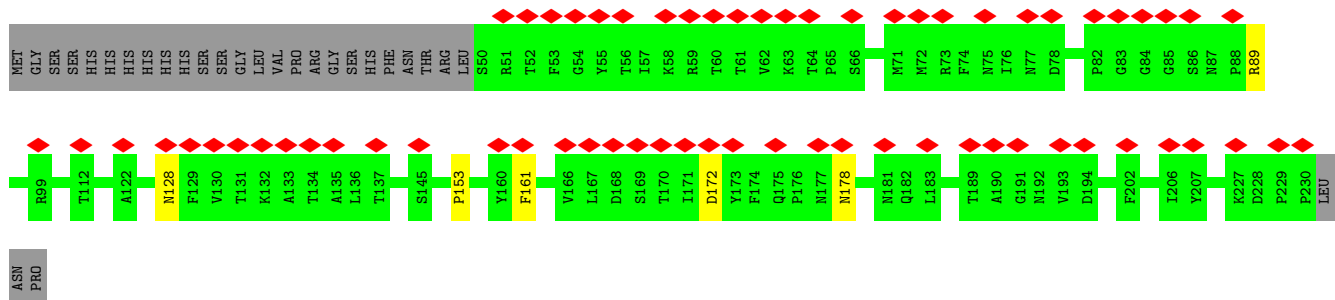 MET GLY SER SER HIS HIS HIS HIS HIS HIS SER SER GLY LEU VAL PRO ARG GLY SER HIS PHE ASN THR ARG LEU S50 R51 T52 F53 G54 Y55 T56 I57 K58 R59 T60 T61 V62 K63 T64 P65 S66 M71 M72 R73 F74 N75 I76 N77 D78 P82 G83 G84 G85 S86 N87 P88 R89
R99 T112 A122 N128 F129 V130 T131 K132 A133 T134 A135 L136 T137 S145 P153 Y160 F161 V166 L167 D168 S169 T170 I171 D172 Y173 F174 Q175 P176 N177 N178 N181 Q182 L183 T189 A190 G191 N192 V193 D194 F202 I206 Y207 K227 D228 P229 P230 LEU
ASN PRO